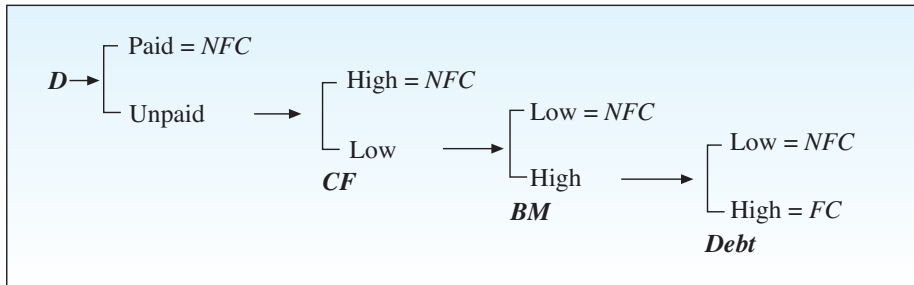 Paid = NFC
D
Unpaid
High = NFC
Low
CF
Low = NFC
High
BM
Low = NFC
High = FC
Debt